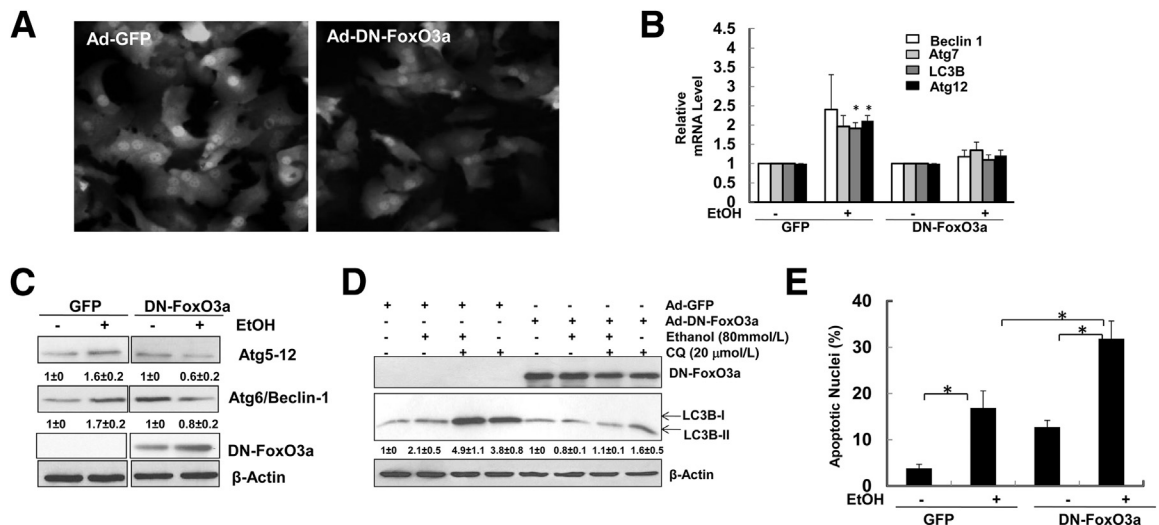 A
Ad-GFP
Ad-DN-FoxO3a
B
Relative
mRNA Level
4.5
4
3.5
3
2.5
2
1.5
1
0.5
0
Beclin 1
Atg7
LC3B
Atg12
* *
EtOH - + - +
GFP DN-FoxO3a
C
GFP DN-FoxO3a
- + - + EtOH
Atg5-12
1±0 1.6±0.2 1±0 0.6±0.2
Atg6/Beclin-1
1±0 1.7±0.2 1±0 0.8±0.2
DN-FoxO3a
β-Actin
D
+ + + + - - - - Ad-GFP
- - - - + + + + Ad-DN-FoxO3a
- + + - - + + - Ethanol (80mmol/L)
- - + + - - + + CQ (20 μmol/L)
DN-FoxO3a
LC3B-I
LC3B-II
1±0 2.1±0.5 4.9±1.1 3.8±0.8 1±0 0.8±0.1 1.1±0.1 1.6±0.5
β-Actin
E
Apoptotic Nuclei (%)
40
30
20
10
0
*
*
*
EtOH - + - +
GFP DN-FoxO3a